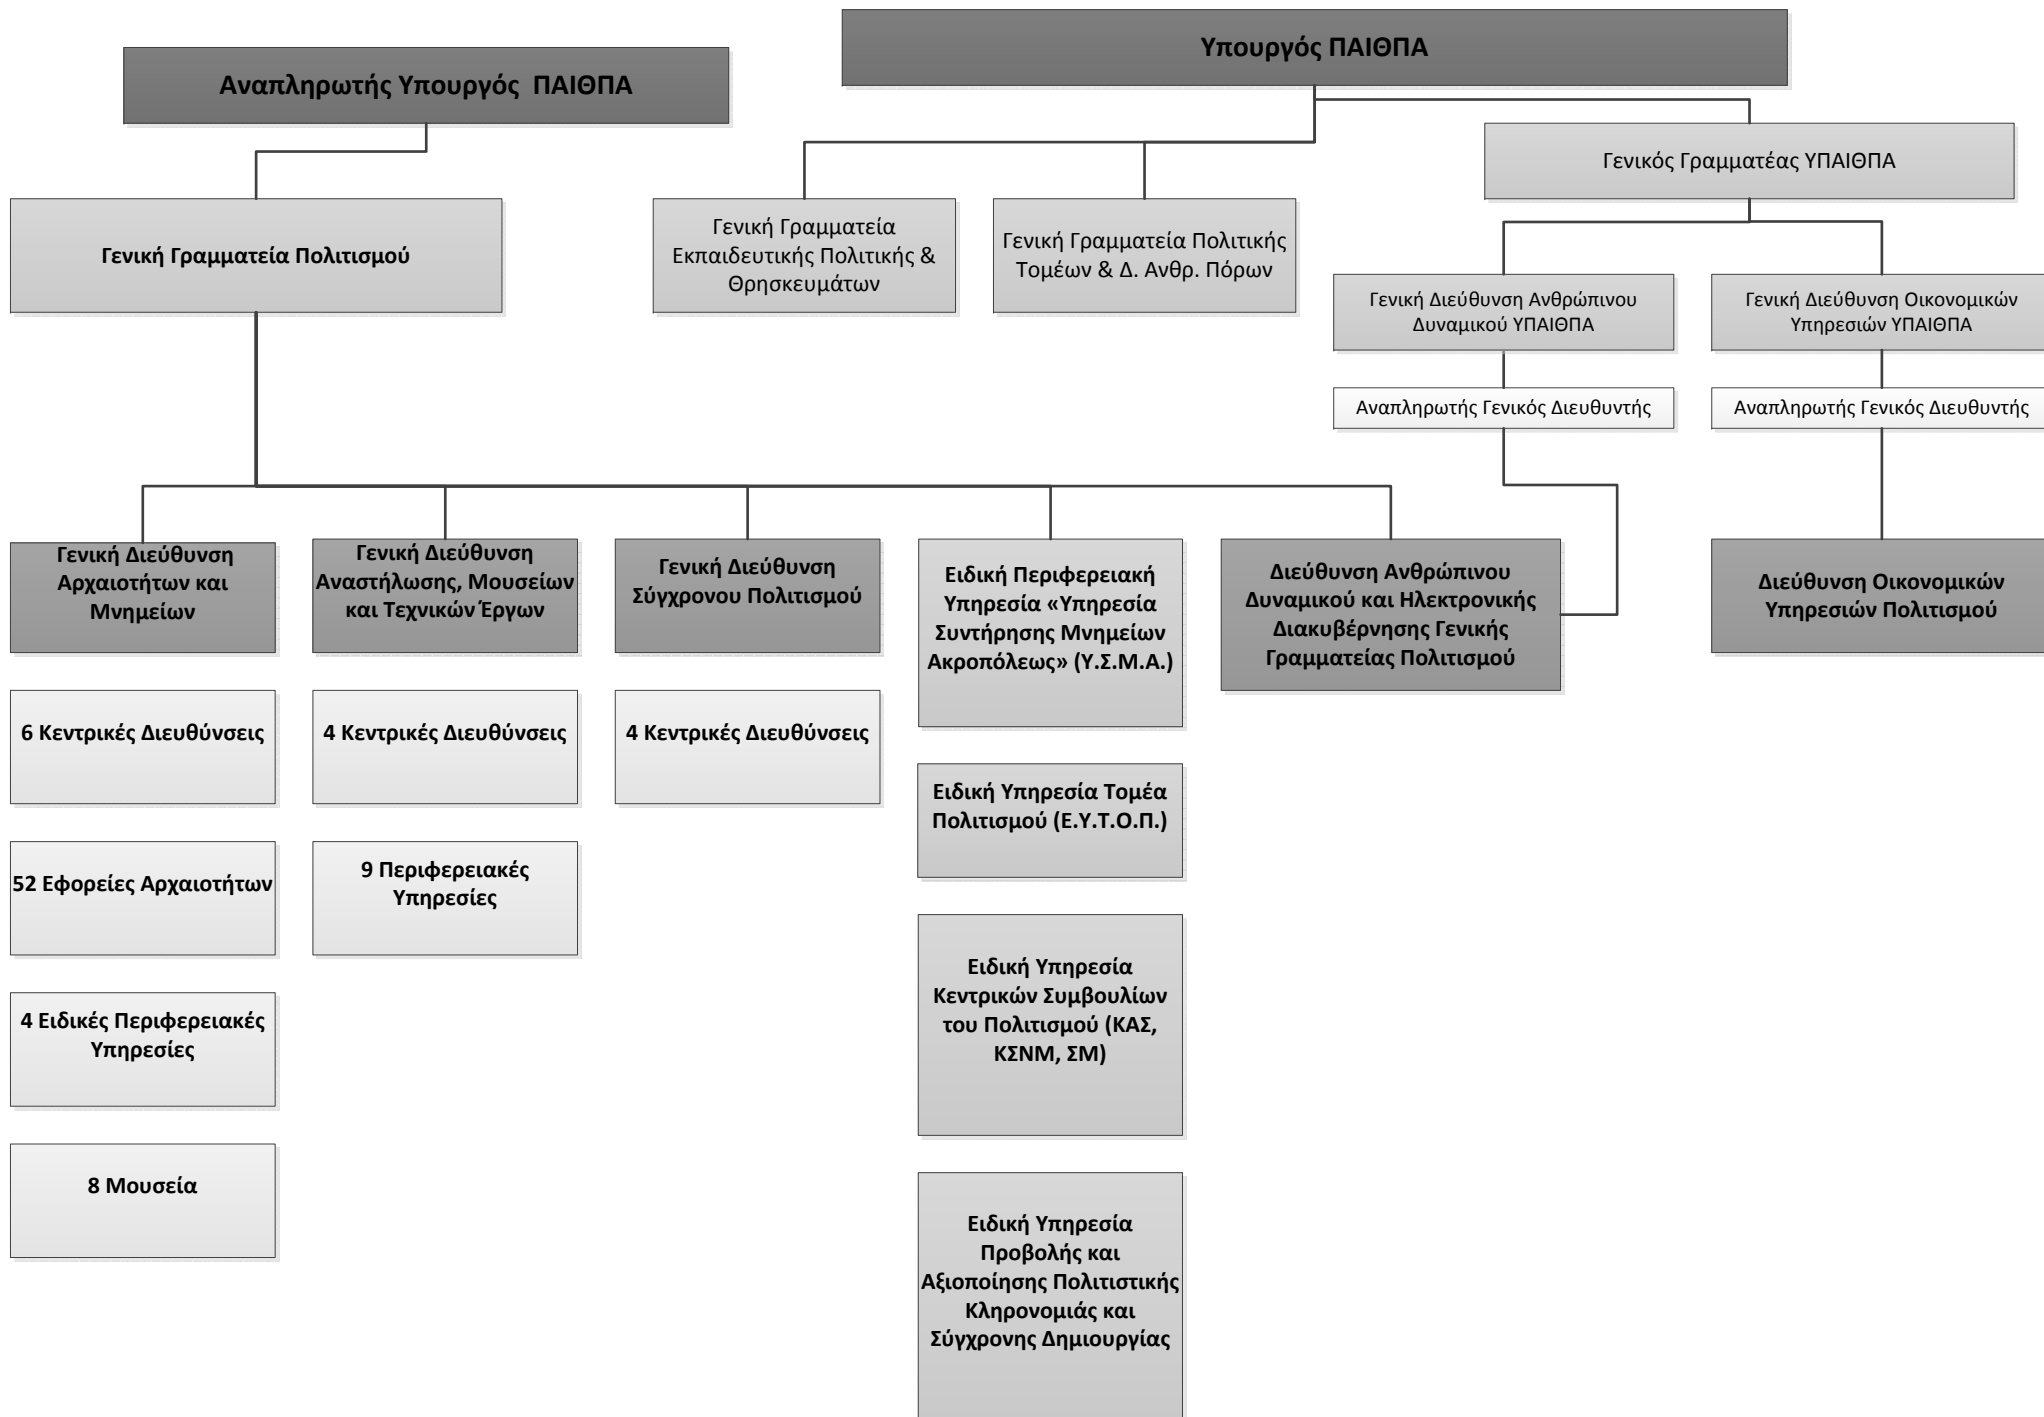 Υπουργός ΠΑΙΘΠΑ
Αναπληρωτής Υπουργός ΠΑΙΘΠΑ
Γενικός Γραμματέας ΥΠΑΙΘΠΑ
Γενική Γραμματεία Πολιτισμού
Γενική Γραμματεία
Εκπαιδευτικής Πολιτικής &
Θρησκευμάτων
Γενική Γραμματεία Πολιτικής
Τομέων & Δ. Ανθρ. Πόρων
Γενική Διεύθυνση Ανθρώπινου
Δυναμικού ΥΠΑΙΘΠΑ
Γενική Διεύθυνση Οικονομικών
Υπηρεσιών ΥΠΑΙΘΠΑ
Αναπληρωτής Γενικός Διευθυντής
Αναπληρωτής Γενικός Διευθυντής
Γενική Διεύθυνση
Αρχαιοτήτων και
Μνημείων
Γενική Διεύθυνση
Αναστήλωσης, Μουσείων
και Τεχνικών Έργων
Γενική Διεύθυνση
Σύγχρονου Πολιτισμού
Ειδική Περιφερειακή
Υπηρεσία «Υπηρεσία
Συντήρησης Μνημείων
Ακροπόλεως» (Υ.Σ.Μ.Α.)
Διεύθυνση Ανθρώπινου
Δυναμικού και Ηλεκτρονικής
Διακυβέρνησης Γενικής
Γραμματείας Πολιτισμού
Διεύθυνση Οικονομικών
Υπηρεσιών Πολιτισμού
6 Κεντρικές Διευθύνσεις
4 Κεντρικές Διευθύνσεις
4 Κεντρικές Διευθύνσεις
Ειδική Υπηρεσία Τομέα
Πολιτισμού (Ε.Υ.Τ.Ο.Π.)
52 Εφορείες Αρχαιοτήτων
9 Περιφερειακές
Υπηρεσίες
Ειδική Υπηρεσία
Κεντρικών Συμβουλίων
του Πολιτισμού (ΚΑΣ,
ΚΣΝΜ, ΣΜ)
4 Ειδικές Περιφερειακές
Υπηρεσίες
8 Μουσεία
Ειδική Υπηρεσία
Προβολής και
Αξιοποίησης Πολιτιστικής
Κληρονομιάς και
Σύγχρονης Δημιουργίας